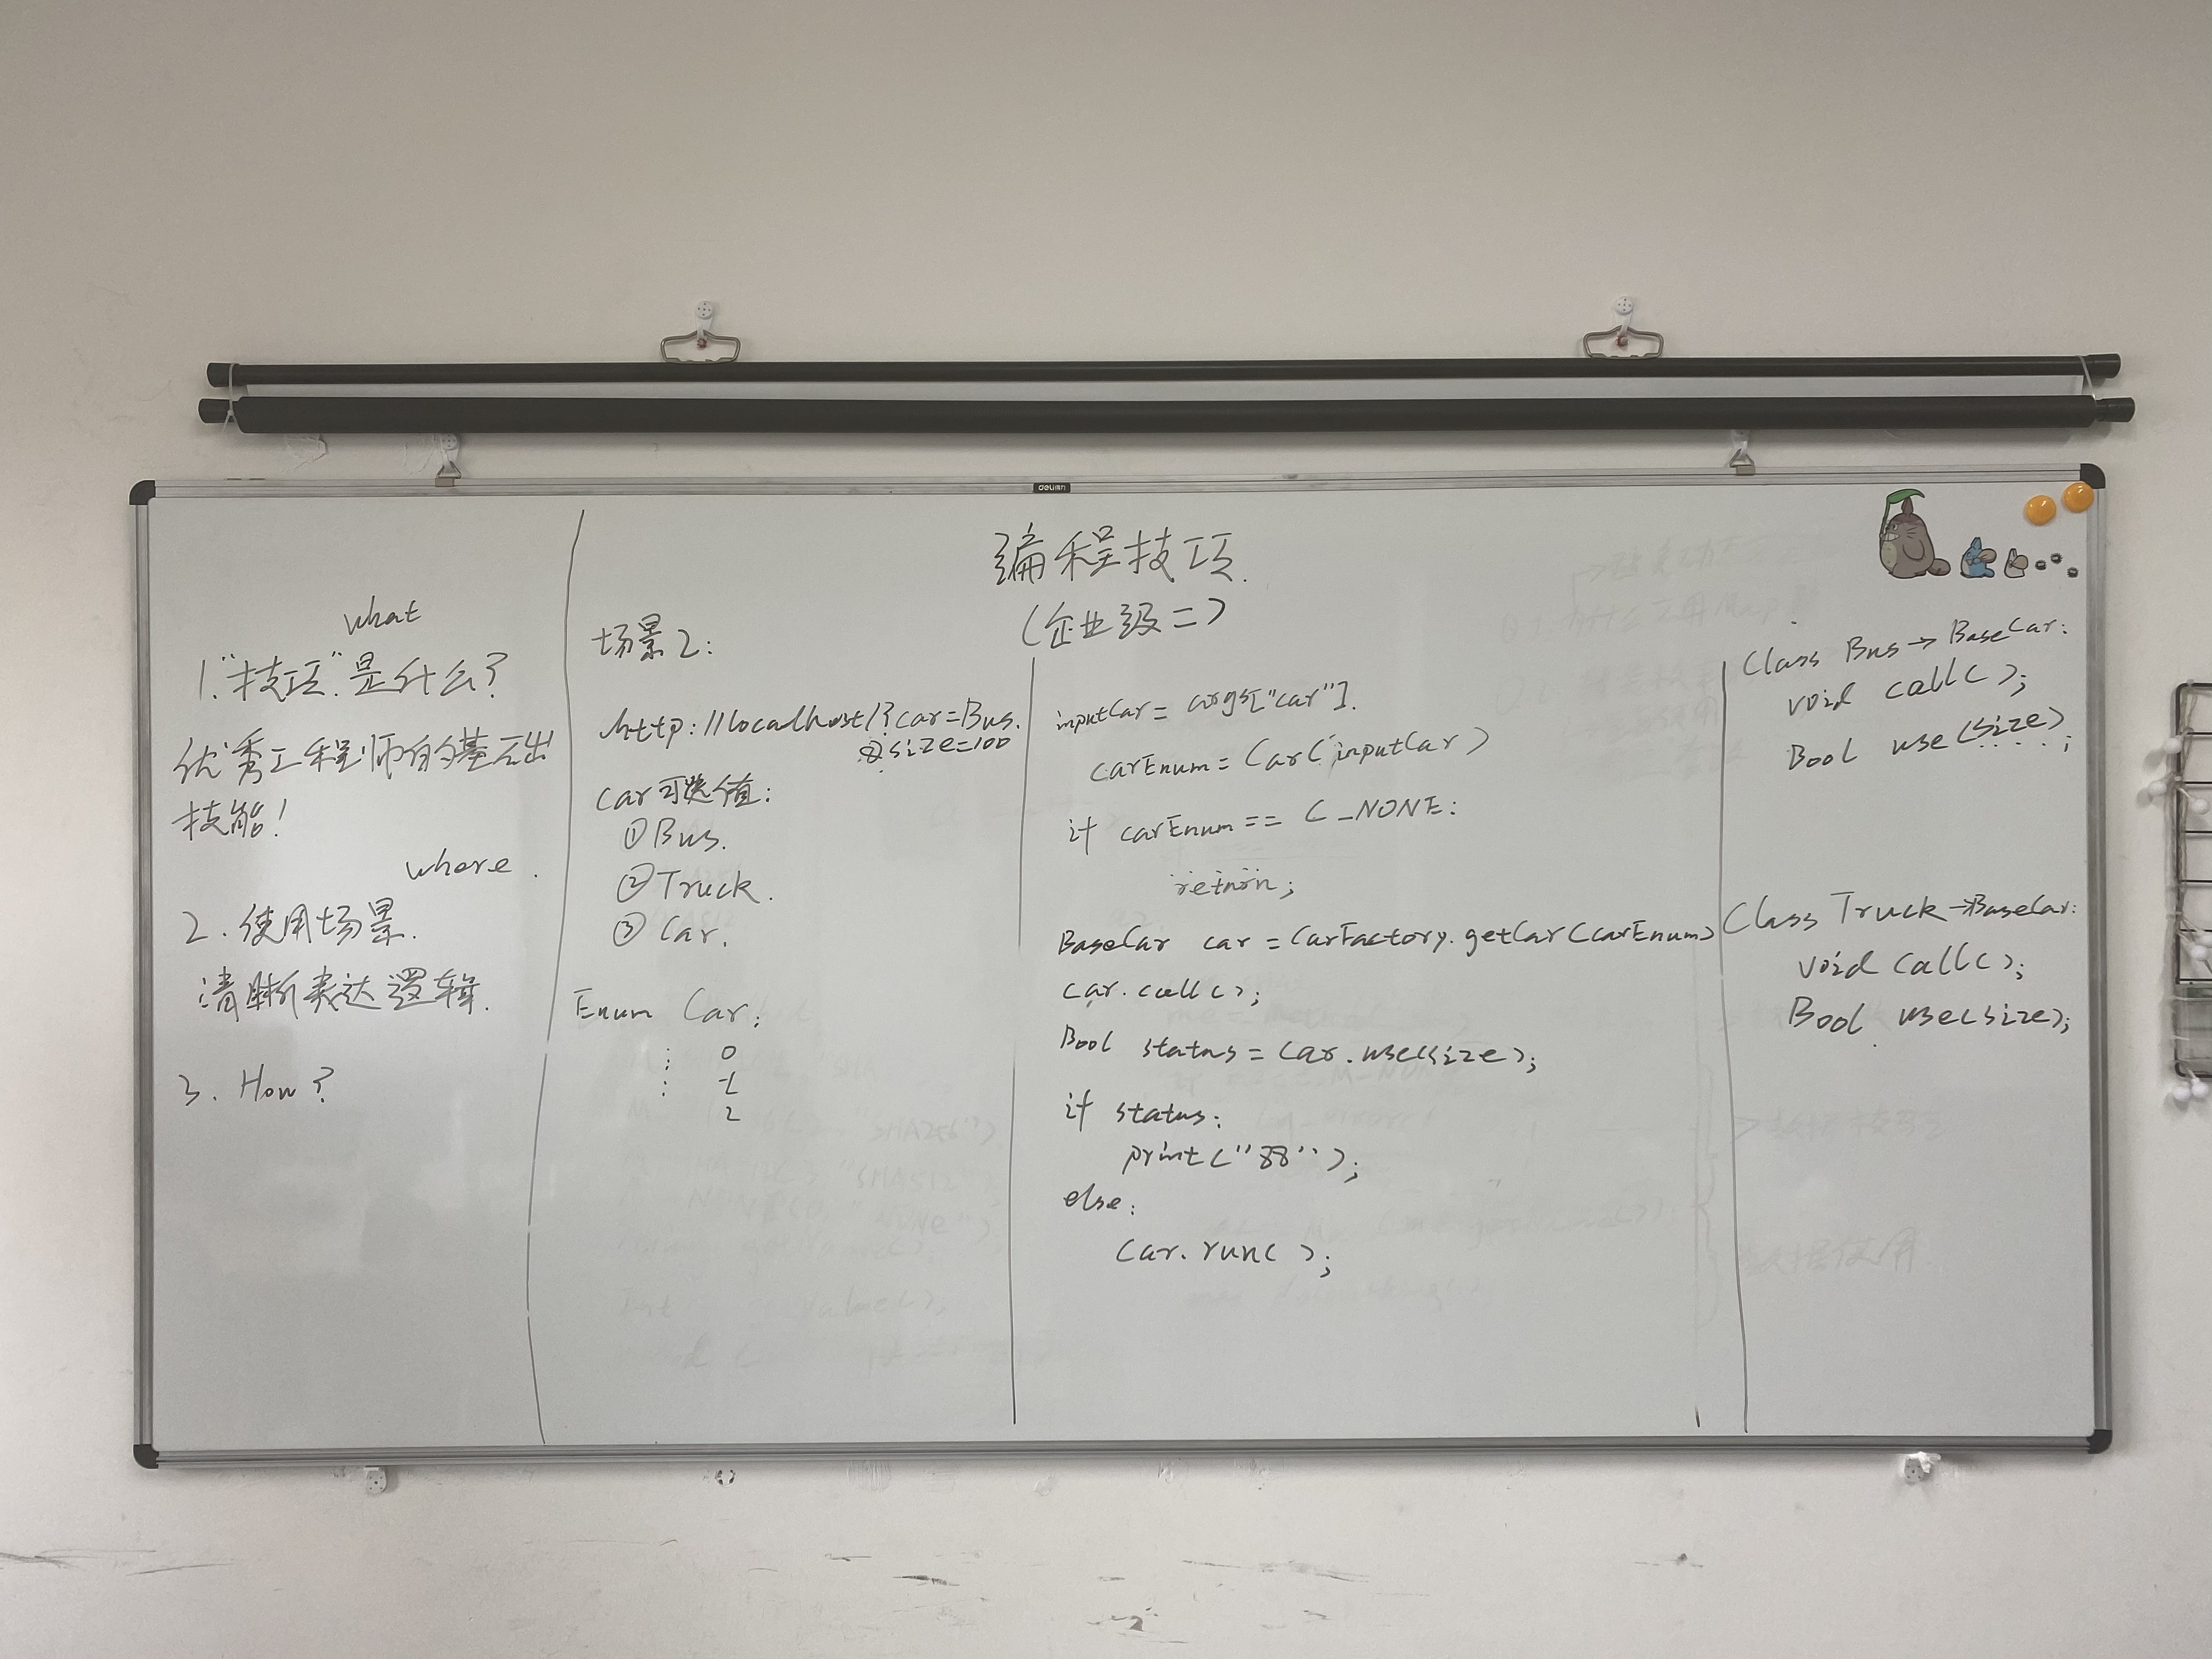 编程技巧.
(企业级二)
what
1."技巧".是什么?
优秀工程师的基础
技能!
where.
2.使用场景.
清晰表达逻辑.
3. How?
场景2:
http://localhost/?car=Bus.
&size=100
Car可选值:
①Bus.
②Truck.
③Car.
Enum Car:
0
1
2
inputCar = args["car"].
carEnum = Car(inputCar)
if carEnum == C_NONE:
return;
BaseCar car = CarFactory.getCar(carEnum)
car.call();
Bool status = car.use(size);
if status:
print("88");
else:
Car.run();
Class Bus→BaseCar:
void call();
Bool use(size);
Class Truck→BaseCar:
void call();
Bool use(size);
deli